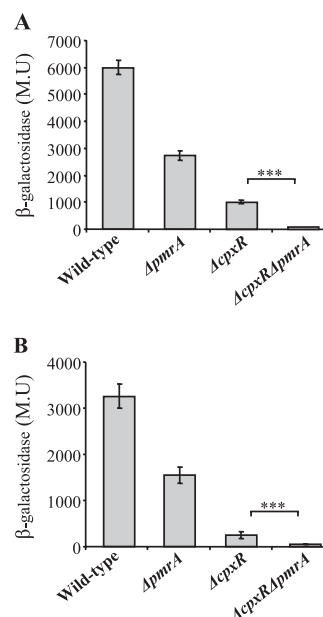 A
β-galactosidase (M.U)
7000
6000
5000
4000
3000
2000
1000
0
***
Wild-type
ΔpmrA
ΔcpxR
ΔcpxRΔpmrA
B
β-galactosidase (M.U)
4000
3000
2000
1000
0
***
Wild-type
ΔpmrA
ΔcpxR
ΔcpxRΔpmrA